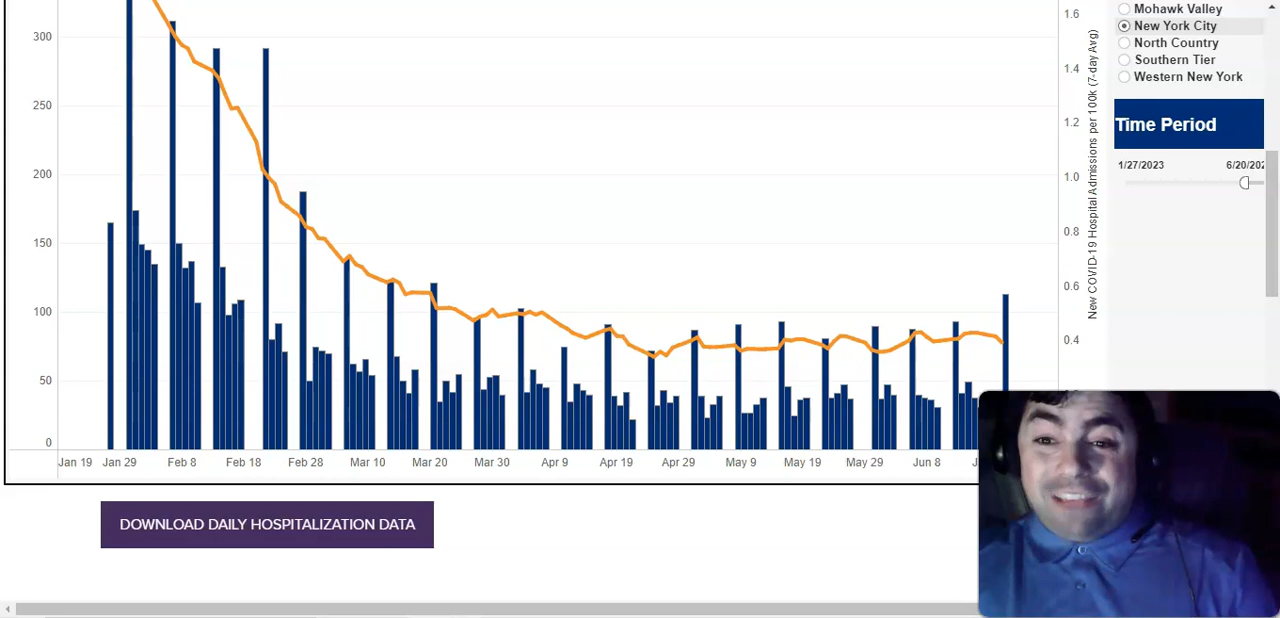 300
250
200
150
100
50
0
1.6
1.4
1.2
1.0
0.8
0.6
0.4
New COVID-19 Hospital Admissions per 100k (7-day Avg)
Jan 19 Jan 29 Feb 8 Feb 18 Feb 28 Mar 10 Mar 20 Mar 30 Apr 9 Apr 19 Apr 29 May 9 May 19 May 29 Jun 8 J
DOWNLOAD DAILY HOSPITALIZATION DATA
Mohawk Valley
New York City
North Country
Southern Tier
Western New York
Time Period
1/27/2023 6/20/202